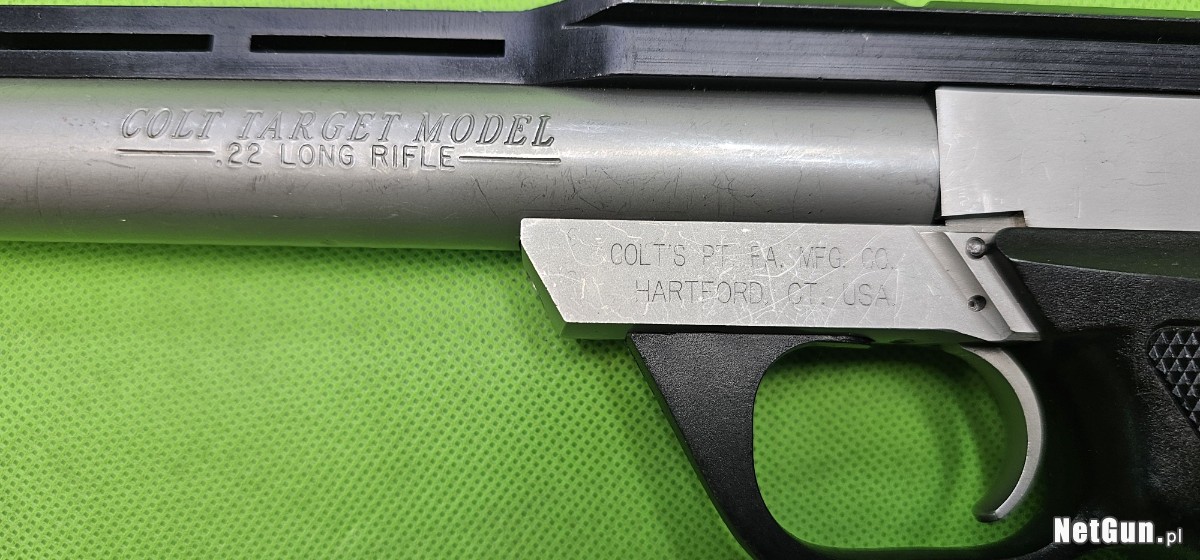 COLT TARGET MODEL
.22 LONG RIFLE
COLT'S PT. F.A. MFG. CO.
HARTFORD, CT. USA
NetGun.pl